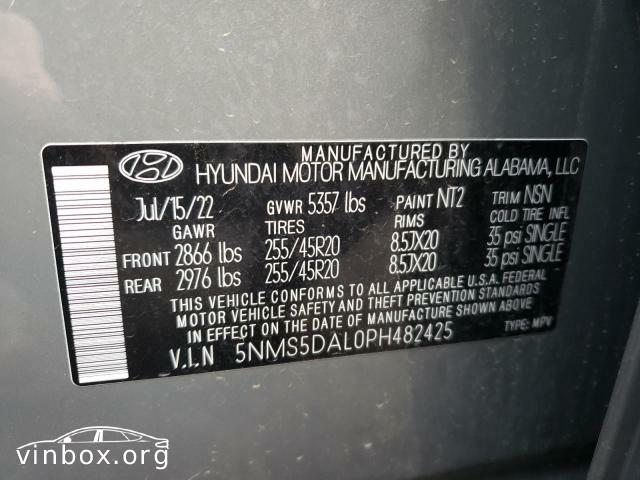 MANUFACTURED BY
HYUNDAI MOTOR MANUFACTURING ALABAMA, LLC
Jul/15/22 GVWR 5357 lbs PAINT NT2 TRIM NSN
GAWR TIRES RIMS COLD TIRE INFL
FRONT 2866 lbs 255/45R20 8.5JX20 35 psi SINGLE
REAR 2976 lbs 255/45R20 8.5JX20 35 psi SINGLE
THIS VEHICLE CONFORMS TO ALL APPLICABLE U.S.A. FEDERAL
MOTOR VEHICLE SAFETY AND THEFT PREVENTION STANDARDS
IN EFFECT ON THE DATE OF MANUFACTURE SHOWN ABOVE.
V.I.N 5NMS5DAL0PH482425 TYPE: MPV
vinbox.org